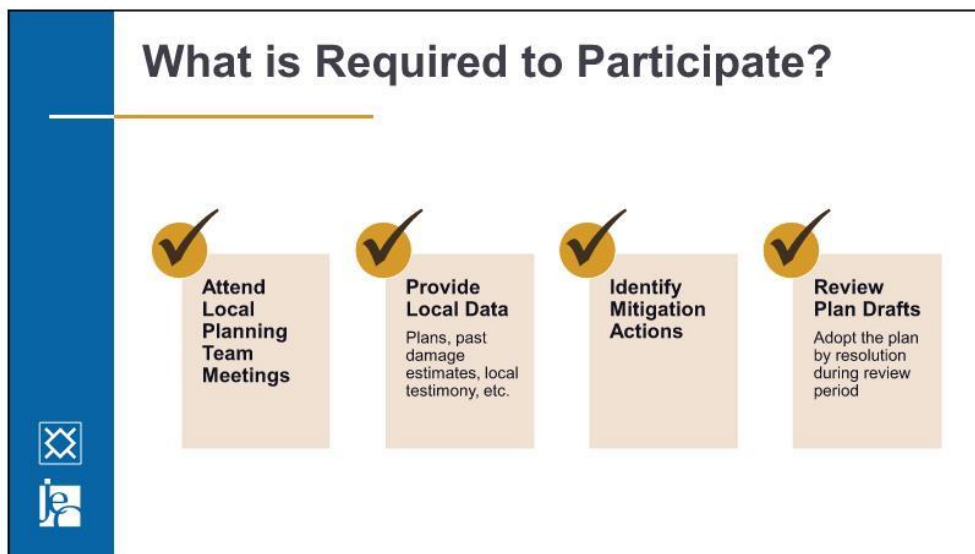 What is Required to Participate?
Attend
Local
Planning
Team
Meetings
Provide
Local Data
Plans, past
damage
estimates, local
testimony, etc.
Identify
Mitigation
Actions
Review
Plan Drafts
Adopt the plan
by resolution
during review
period
jeo